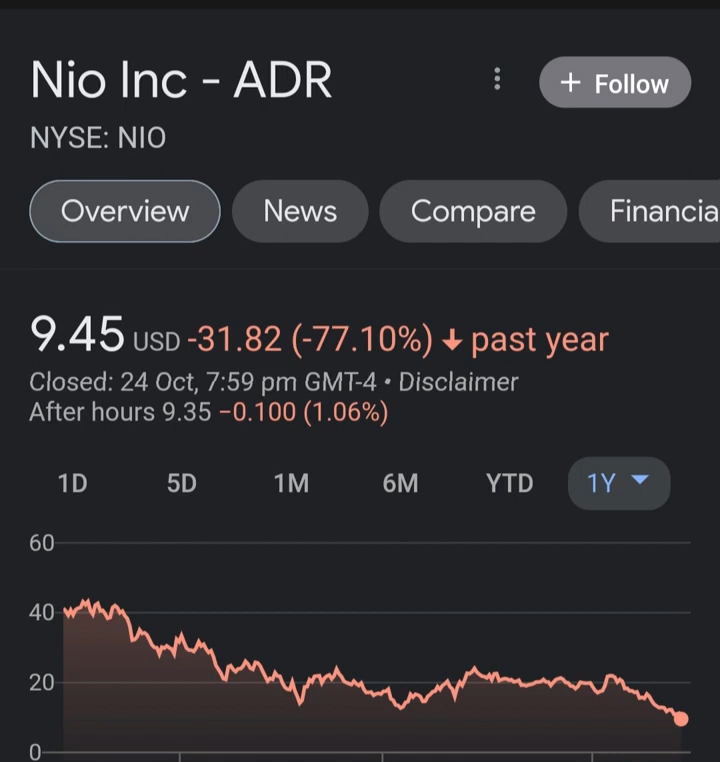 Nio Inc - ADR
+ Follow
NYSE: NIO
Overview News Compare Financia
9.45 USD -31.82 (-77.10%) ↓ past year
Closed: 24 Oct, 7:59 pm GMT-4 • Disclaimer
After hours 9.35 −0.100 (1.06%)
1D 5D 1M 6M YTD 1Y
60
40
20
0